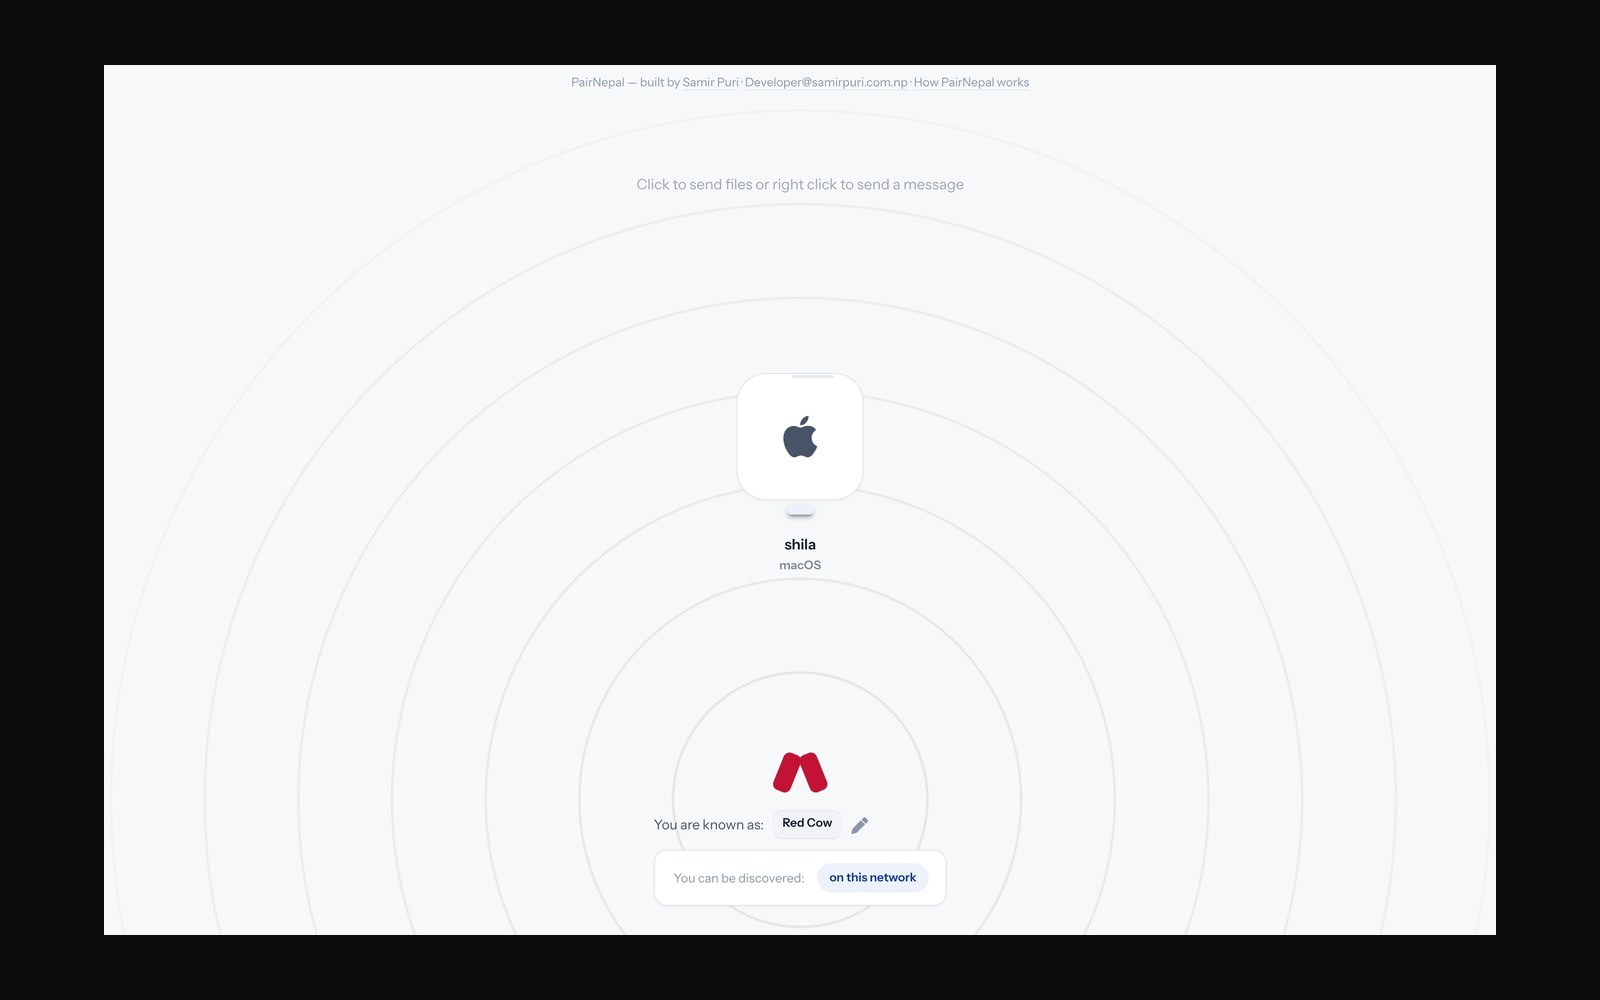 PairNepal — built by Samir Puri · Developer@samirpuri.com.np · How PairNepal works
Click to send files or right click to send a message
shila
macOS
You are known as: Red Cow
You can be discovered: on this network